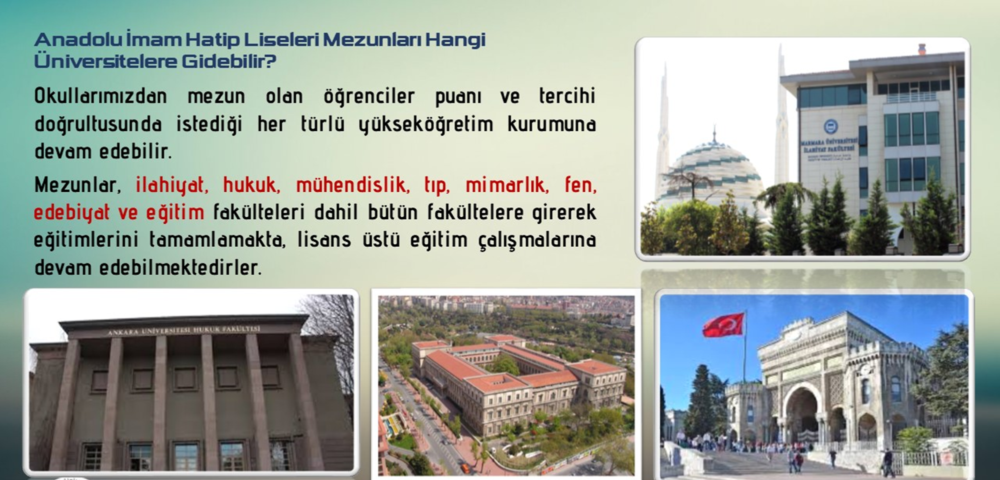 Anadolu İmam Hatip Liseleri Mezunları Hangi
Üniversitelere Gidebilir?
Okullarımızdan mezun olan öğrenciler puanı ve tercihi
doğrultusunda istediği her türlü yükseköğretim kurumuna
devam edebilir.
Mezunlar, ilahiyat, hukuk, mühendislik, tıp, mimarlık, fen,
edebiyat ve eğitim fakülteleri dahil bütün fakültelere girerek
eğitimlerini tamamlamakta, lisans üstü eğitim çalışmalarına
devam edebilmektedirler.
MARMARA ÜNİVERSİTESİ
İLAHİYAT FAKÜLTESİ
ANKARA ÜNİVERSİTESİ HUKUK FAKÜLTESİ